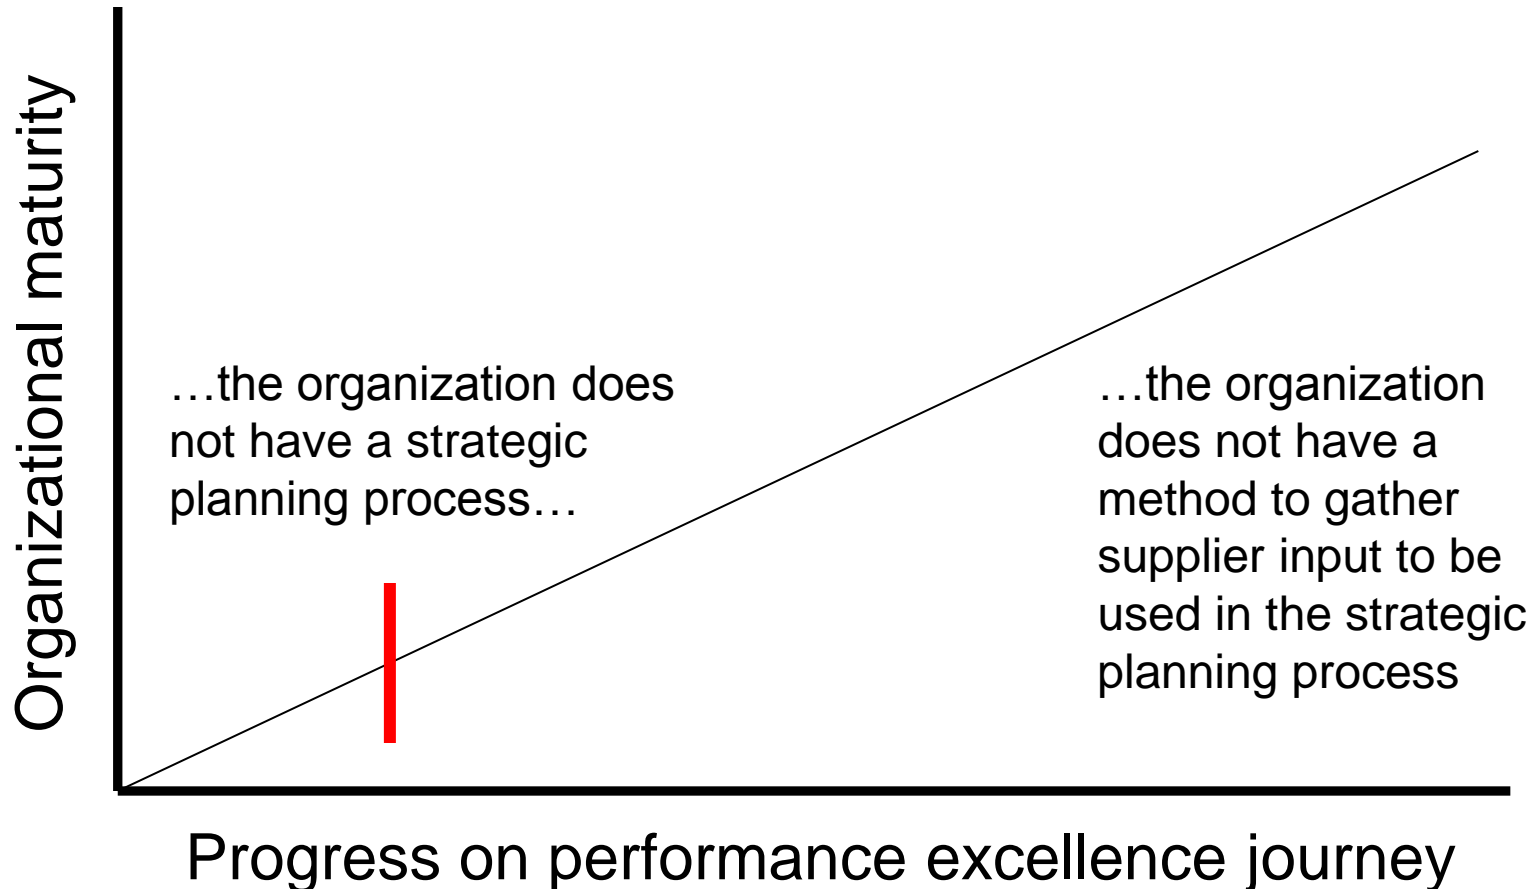 Organizational maturity
…the organization does
not have a strategic
planning process…
…the organization
does not have a
method to gather
supplier input to be
used in the strategic
planning process
Progress on performance excellence journey